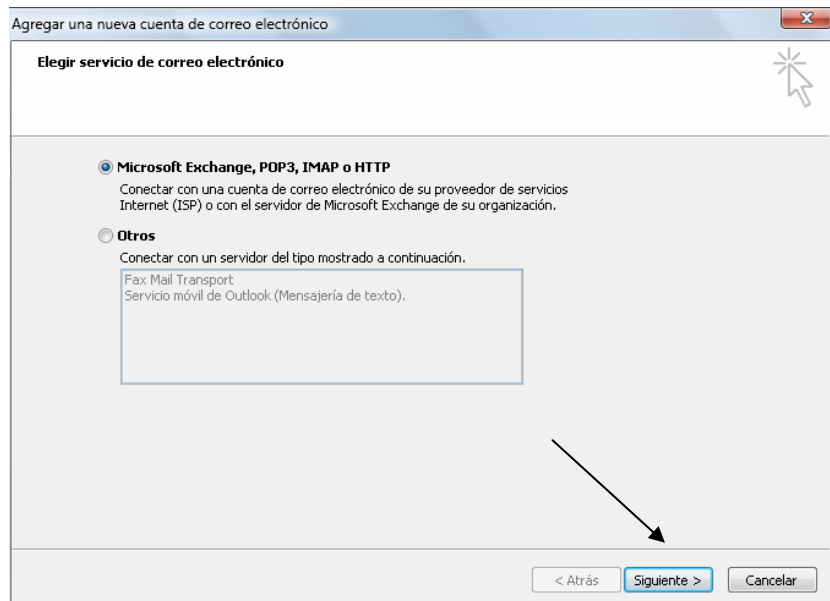 Agregar una nueva cuenta de correo electrónico
Elegir servicio de correo electrónico
Microsoft Exchange, POP3, IMAP o HTTP
Conectar con una cuenta de correo electrónico de su proveedor de servicios
Internet (ISP) o con el servidor de Microsoft Exchange de su organización.
Otros
Conectar con un servidor del tipo mostrado a continuación.
Fax Mail Transport
Servicio móvil de Outlook (Mensajería de texto).
< Atrás
Siguiente >
Cancelar